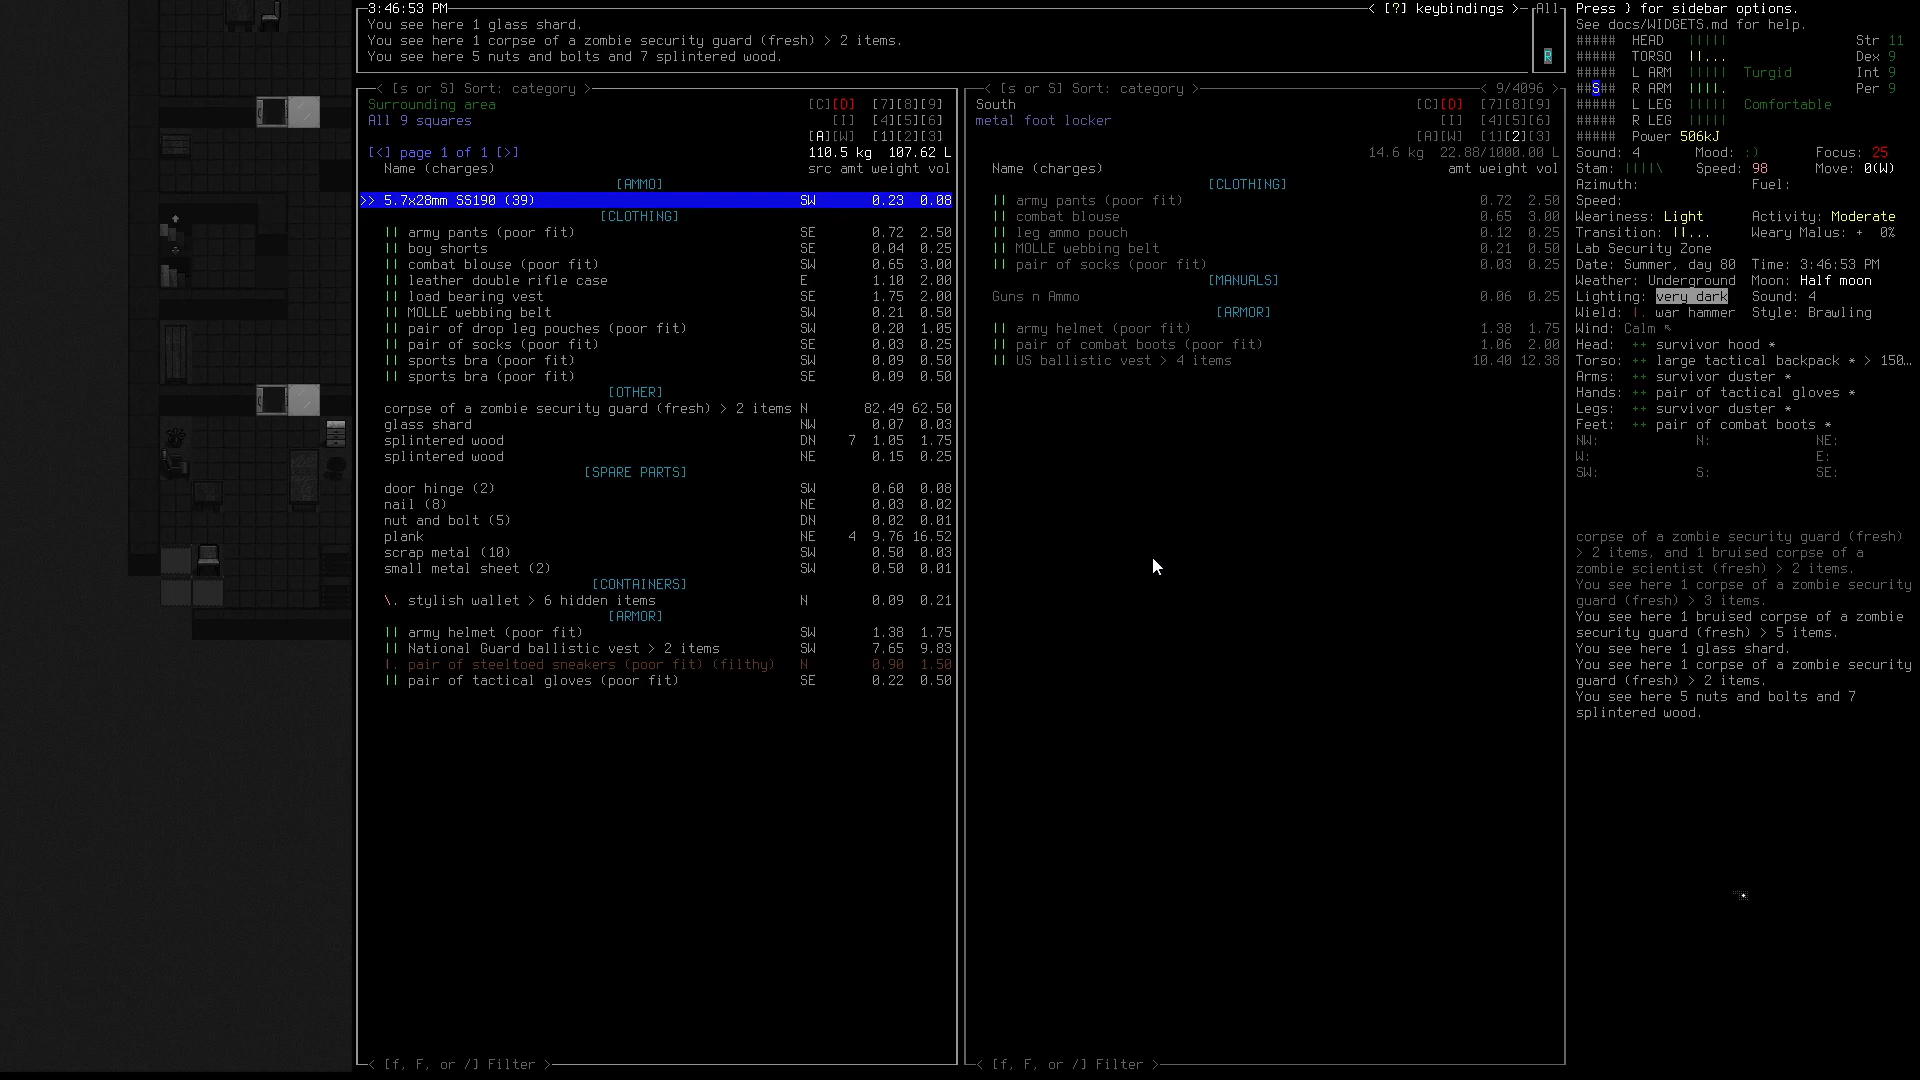 3:46:53 PM < [?] keybindings > All
You see here 1 glass shard.
You see here 1 corpse of a zombie security guard (fresh) > 2 items.
You see here 5 nuts and bolts and 7 splintered wood.
R
< [s or S] Sort: category >
Surrounding area [C][D] [7][8][9]
All 9 squares [I] [4][5][6]
[A][W] [1][2][3]
[<] page 1 of 1 [>] 110.5 kg 107.62 L
Name (charges) src amt weight vol
[AMMO]
>> 5.7x28mm SS190 (39) SW 0.23 0.08
[CLOTHING]
|| army pants (poor fit) SE 0.72 2.50
|| boy shorts SE 0.04 0.25
|| combat blouse (poor fit) SW 0.65 3.00
|| leather double rifle case E 1.10 2.00
|| load bearing vest SE 1.75 2.00
|| MOLLE webbing belt SW 0.21 0.50
|| pair of drop leg pouches (poor fit) SW 0.20 1.05
|| pair of socks (poor fit) SE 0.03 0.25
|| sports bra (poor fit) SW 0.09 0.50
|| sports bra (poor fit) SE 0.09 0.50
[OTHER]
corpse of a zombie security guard (fresh) > 2 items N 82.49 62.50
glass shard NW 0.07 0.03
splintered wood DN 7 1.05 1.75
splintered wood NE 0.15 0.25
[SPARE PARTS]
door hinge (2) SW 0.60 0.08
nail (8) NE 0.03 0.02
nut and bolt (5) DN 0.02 0.01
plank NE 4 9.76 16.52
scrap metal (10) SW 0.50 0.03
small metal sheet (2) SW 0.50 0.01
[CONTAINERS]
\. stylish wallet > 6 hidden items N 0.09 0.21
[ARMOR]
|| army helmet (poor fit) SW 1.38 1.75
|| National Guard ballistic vest > 2 items SW 7.65 9.83
|. pair of steeltoed sneakers (poor fit) (filthy) N 0.90 1.50
|| pair of tactical gloves (poor fit) SE 0.22 0.50
< [f, F, or /] Filter >
< [s or S] Sort: category > < 9/4096 >
South [C][D] [7][8][9]
metal foot locker [I] [4][5][6]
[A][W] [1][2][3]
14.6 kg 22.88/1000.00 L
Name (charges) amt weight vol
[CLOTHING]
|| army pants (poor fit) 0.72 2.50
|| combat blouse 0.65 3.00
|| leg ammo pouch 0.12 0.25
|| MOLLE webbing belt 0.21 0.50
|| pair of socks (poor fit) 0.03 0.25
[MANUALS]
Guns n Ammo 0.06 0.25
[ARMOR]
|| army helmet (poor fit) 1.38 1.75
|| pair of combat boots (poor fit) 1.06 2.00
|| US ballistic vest > 4 items 10.40 12.38
< [f, F, or /] Filter >
Press } for sidebar options.
See docs/WIDGETS.md for help.
##### HEAD ||||| Str 11
##### TORSO ||... Dex 9
##### L ARM ||||| Turgid Int 9
##S## R ARM ||||. Per 9
##### L LEG ||||| Comfortable
##### R LEG |||||
##### Power 506kJ
Sound: 4 Mood: :) Focus: 25
Stam: ||||\ Speed: 98 Move: 0(W)
Azimuth: Fuel:
Speed:
Weariness: Light Activity: Moderate
Transition: ||... Weary Malus: + 0%
Lab Security Zone
Date: Summer, day 80 Time: 3:46:53 PM
Weather: Underground Moon: Half moon
Lighting: very dark Sound: 4
Wield: |. war hammer Style: Brawling
Wind: Calm ⇖
Head: ++ survivor hood *
Torso: ++ large tactical backpack * > 150…
Arms: ++ survivor duster *
Hands: ++ pair of tactical gloves *
Legs: ++ survivor duster *
Feet: ++ pair of combat boots *
NW: N: NE:
W: E:
SW: S: SE:
corpse of a zombie security guard (fresh)
> 2 items, and 1 bruised corpse of a
zombie scientist (fresh) > 2 items.
You see here 1 corpse of a zombie security
guard (fresh) > 3 items.
You see here 1 bruised corpse of a zombie
security guard (fresh) > 5 items.
You see here 1 glass shard.
You see here 1 corpse of a zombie security
guard (fresh) > 2 items.
You see here 5 nuts and bolts and 7
splintered wood.